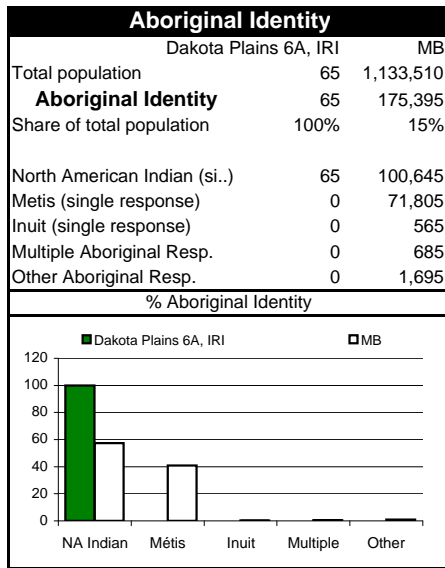 Aboriginal Identity
Dakota Plains 6A, IRI MB
Total population 65 1,133,510
Aboriginal Identity 65 175,395
Share of total population 100% 15%
North American Indian (si..) 65 100,645
Metis (single response) 0 71,805
Inuit (single response) 0 565
Multiple Aboriginal Resp. 0 685
Other Aboriginal Resp. 0 1,695
% Aboriginal Identity
Dakota Plains 6A, IRI MB
120
100
80
60
40
20
0
NA Indian Métis Inuit Multiple Other